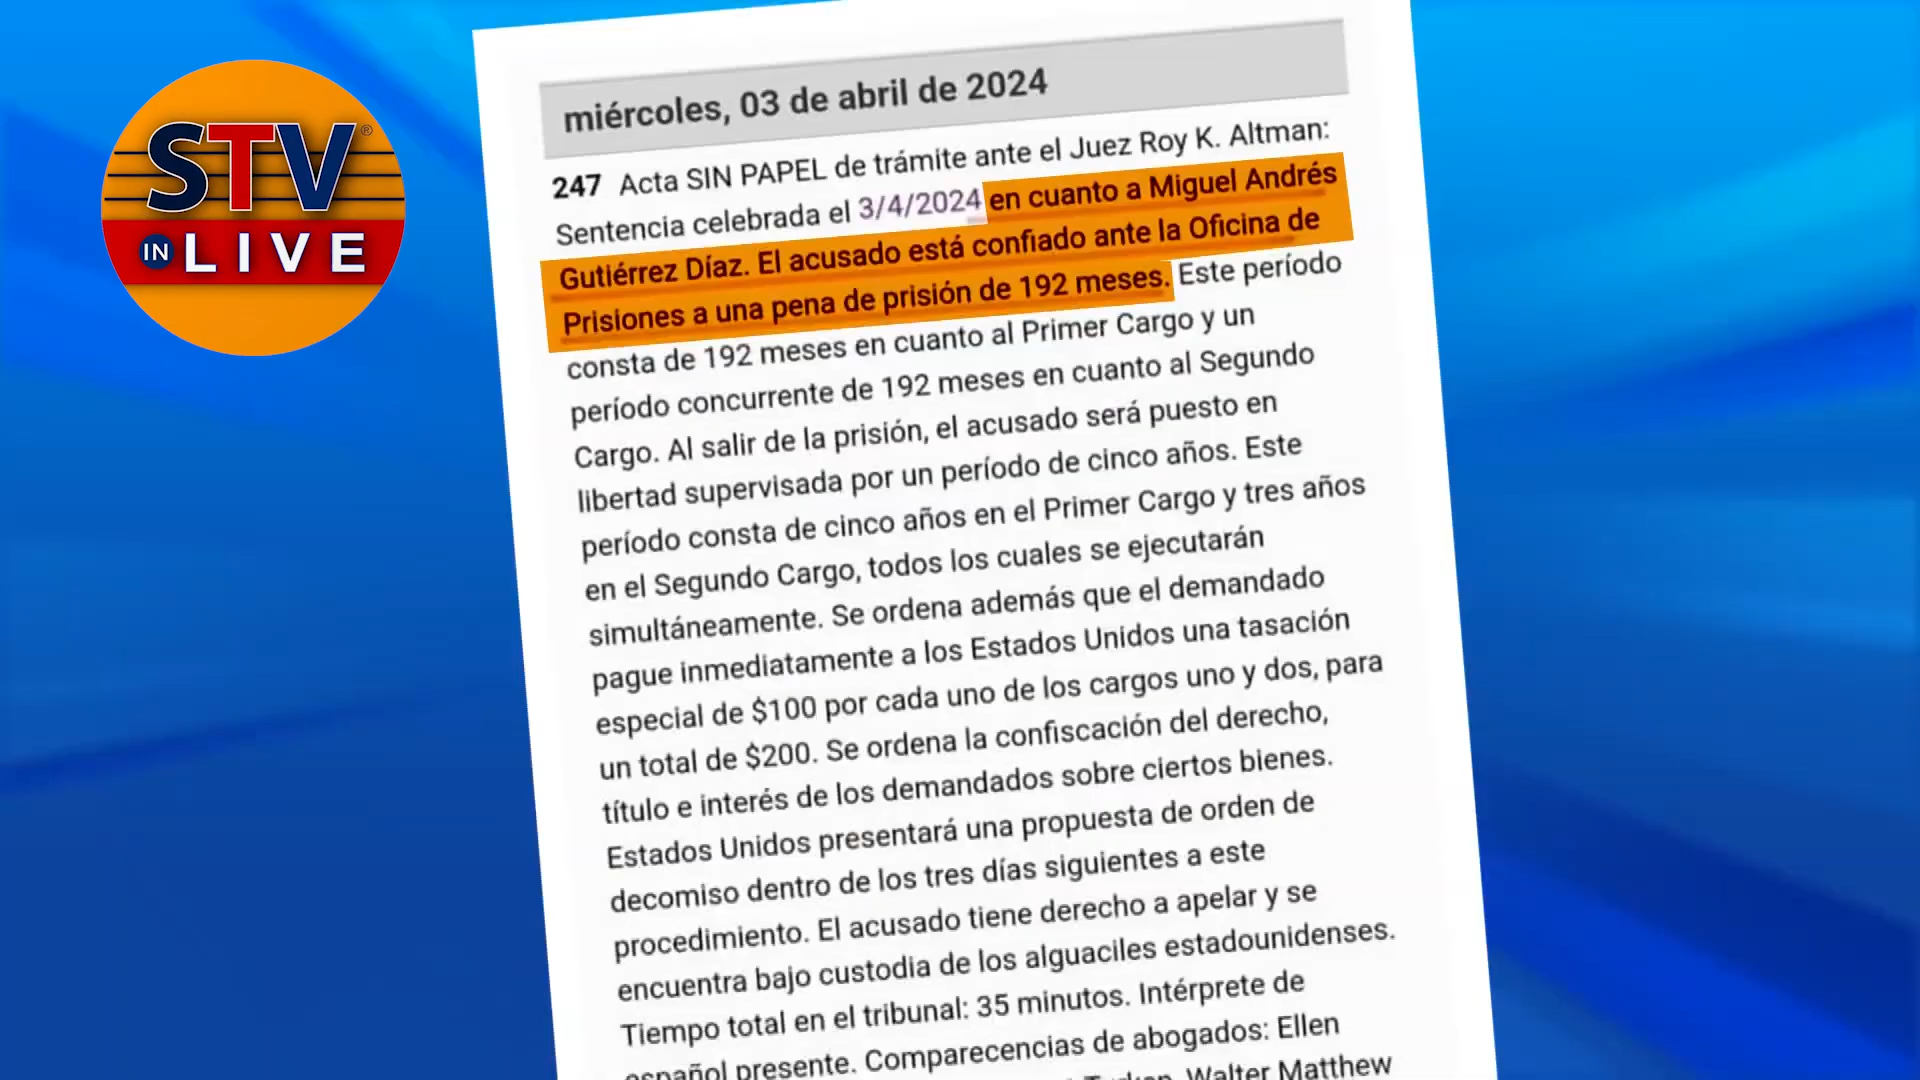 STV®
IN LIVE
miércoles, 03 de abril de 2024
247 Acta SIN PAPEL de trámite ante el Juez Roy K. Altman:
Sentencia celebrada el 3/4/2024 en cuanto a Miguel Andrés
Gutiérrez Díaz. El acusado está confiado ante la Oficina de
Prisiones a una pena de prisión de 192 meses. Este período
consta de 192 meses en cuanto al Primer Cargo y un
período concurrente de 192 meses en cuanto al Segundo
Cargo. Al salir de la prisión, el acusado será puesto en
libertad supervisada por un período de cinco años. Este
período consta de cinco años en el Primer Cargo y tres años
en el Segundo Cargo, todos los cuales se ejecutarán
simultáneamente. Se ordena además que el demandado
pague inmediatamente a los Estados Unidos una tasación
especial de $100 por cada uno de los cargos uno y dos, para
un total de $200. Se ordena la confiscación del derecho,
título e interés de los demandados sobre ciertos bienes.
Estados Unidos presentará una propuesta de orden de
decomiso dentro de los tres días siguientes a este
procedimiento. El acusado tiene derecho a apelar y se
encuentra bajo custodia de los alguaciles estadounidenses.
Tiempo total en el tribunal: 35 minutos. Intérprete de
español presente. Comparecencias de abogados: Ellen
Walter Matthew